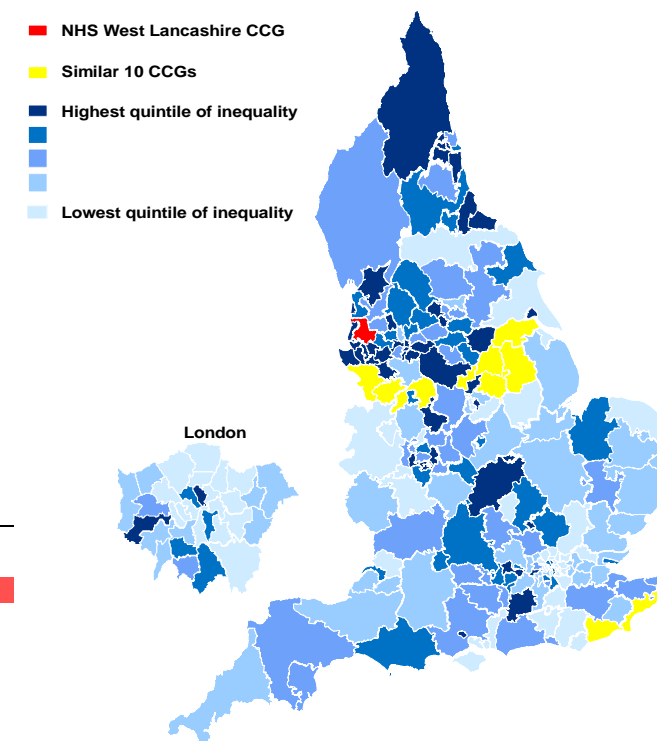 NHS West Lancashire CCG
Similar 10 CCGs
Highest quintile of inequality
Lowest quintile of inequality
London